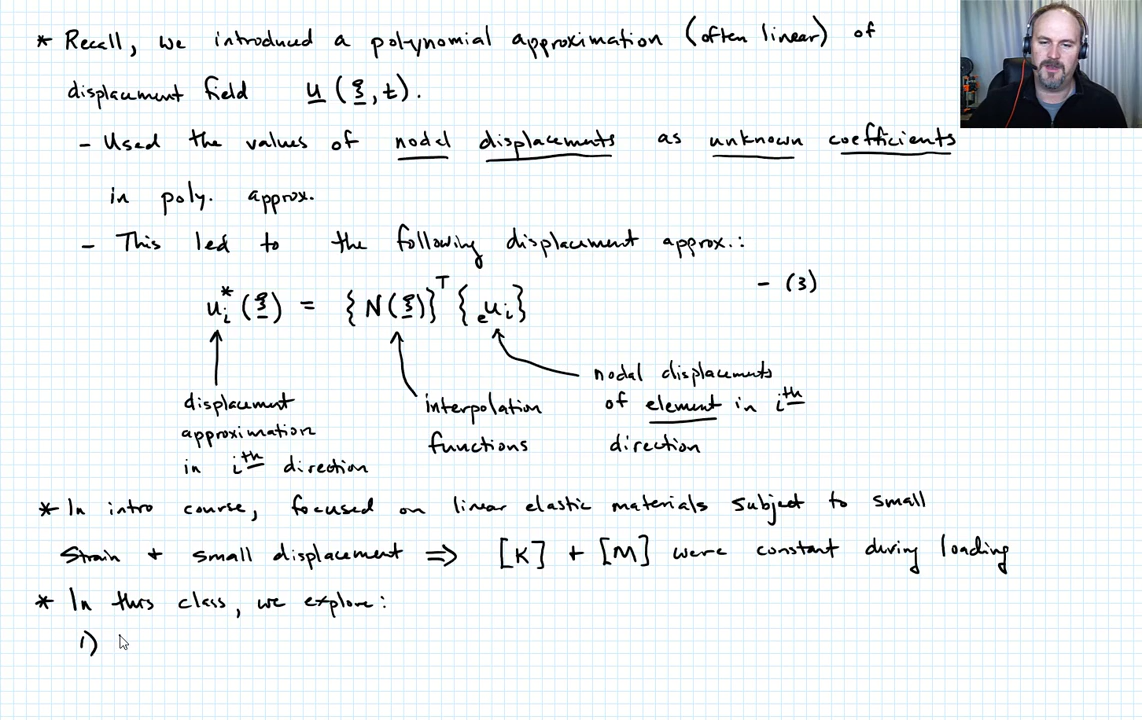 * Recall, we introduced a polynomial approximation (often linear) of
displacement field u (ξ, t).
- Used the values of nodal displacements as unknown coefficients
in poly. approx.
- This led to the following displacement approx.:
u*ᵢ (ξ) = {N(ξ)}ᵀ {ₑuᵢ} - (3)
displacement
approximation
in iᵗʰ direction
interpolation
functions
nodal displacements
of element in iᵗʰ
direction
* In intro course, focused on linear elastic materials subject to small
strain + small displacement ⇒ [K] + [M] were constant during loading
* In this class, we explore:
1)